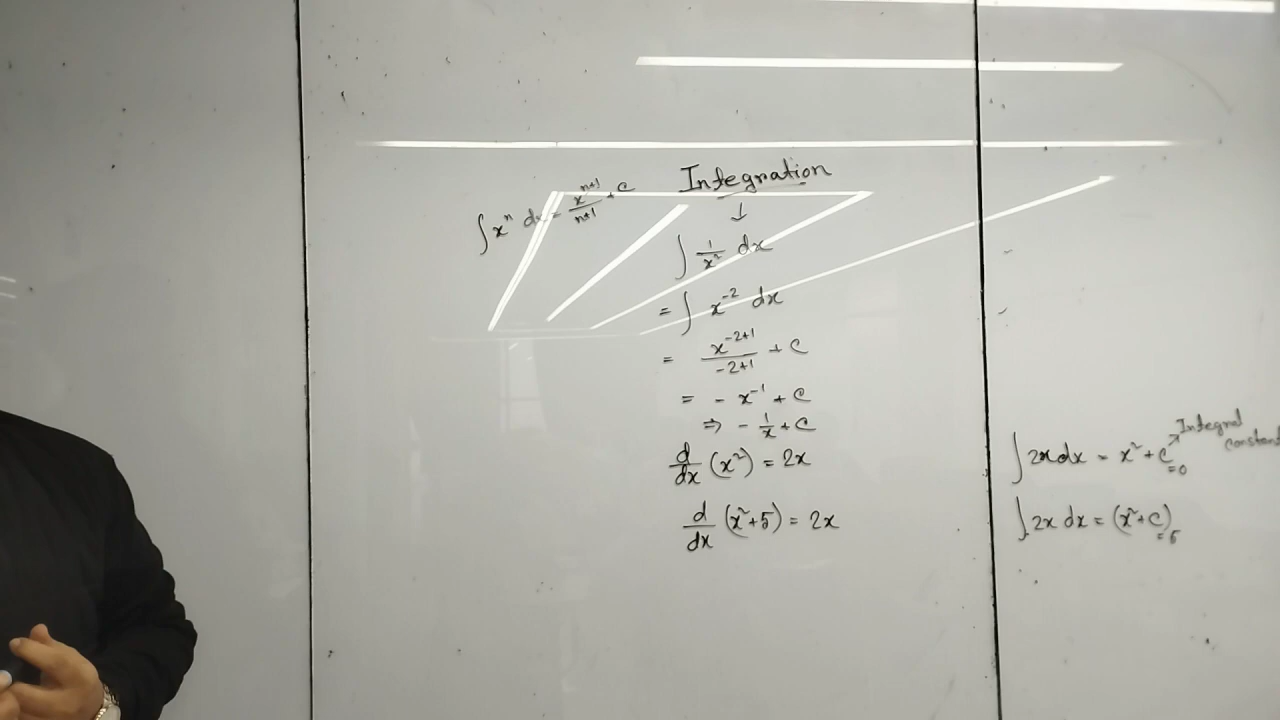 Integration
∫ xⁿ dx = xⁿ⁺¹/n+1 + C
↓
∫ 1/x² dx
= ∫ x⁻² dx
= x⁻²⁺¹/-2+1 + C
= - x⁻¹ + C
⇒ - 1/x + C
d/dx (x²) = 2x
d/dx (x²+5) = 2x
Integral
constant
∫ 2x dx = x² + C
=0
∫ 2x dx = (x²+C)
=5